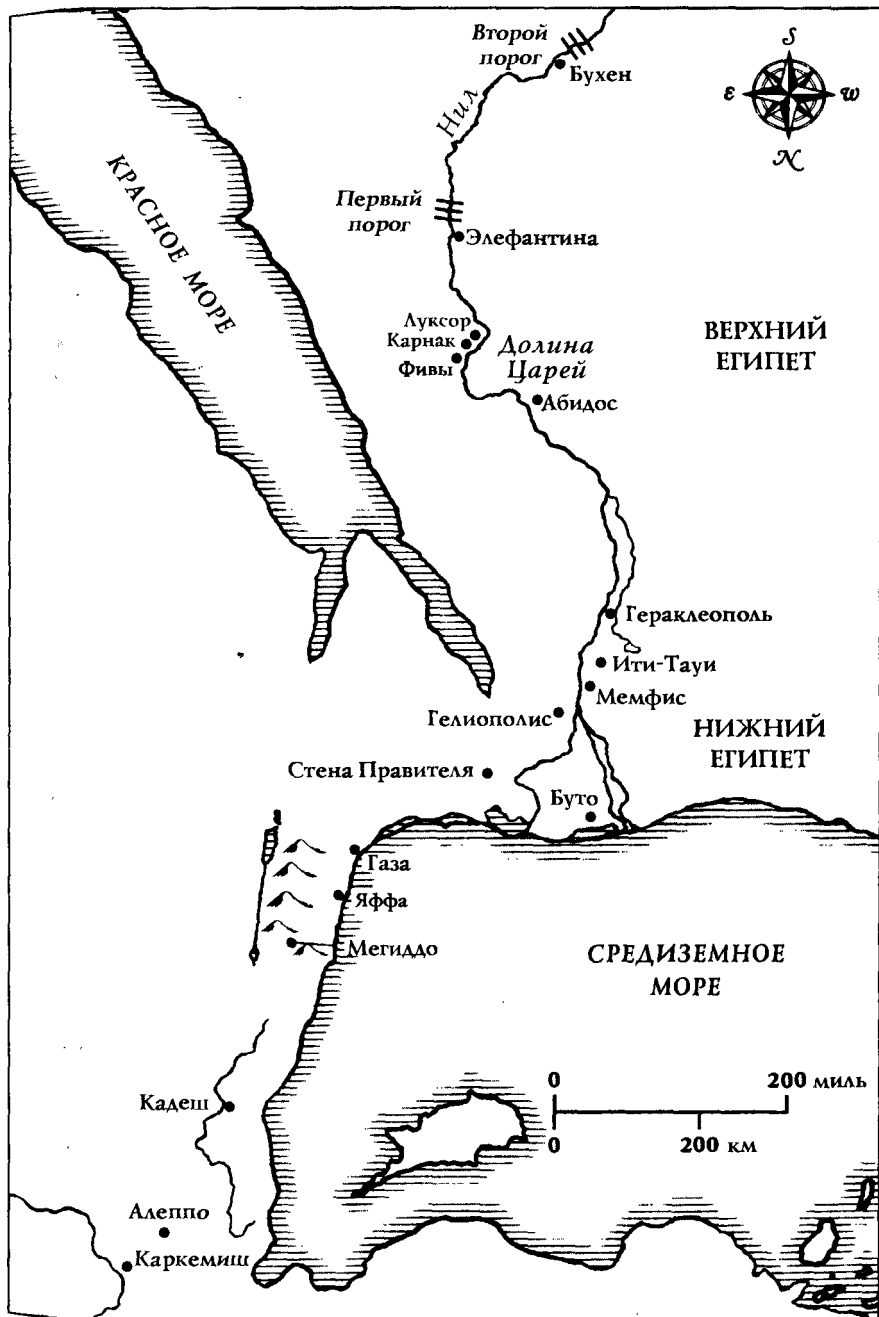 Второй
порог
Бухен
S
ε
w
N
Нил
КРАСНОЕ МОРЕ
Первый
порог
Элефантина
Луксор
Карнак
Фивы
Долина
Царей
ВЕРХНИЙ
ЕГИПЕТ
Абидос
Гераклеополь
Ити-Тауи
Мемфис
Гелиополис
НИЖНИЙ
ЕГИПЕТ
Стена Правителя
Буто
Газа
Яффа
Мегиддо
СРЕДИЗЕМНОЕ
МОРЕ
0 200 миль
0 200 км
Кадеш
Алеппо
Каркемиш